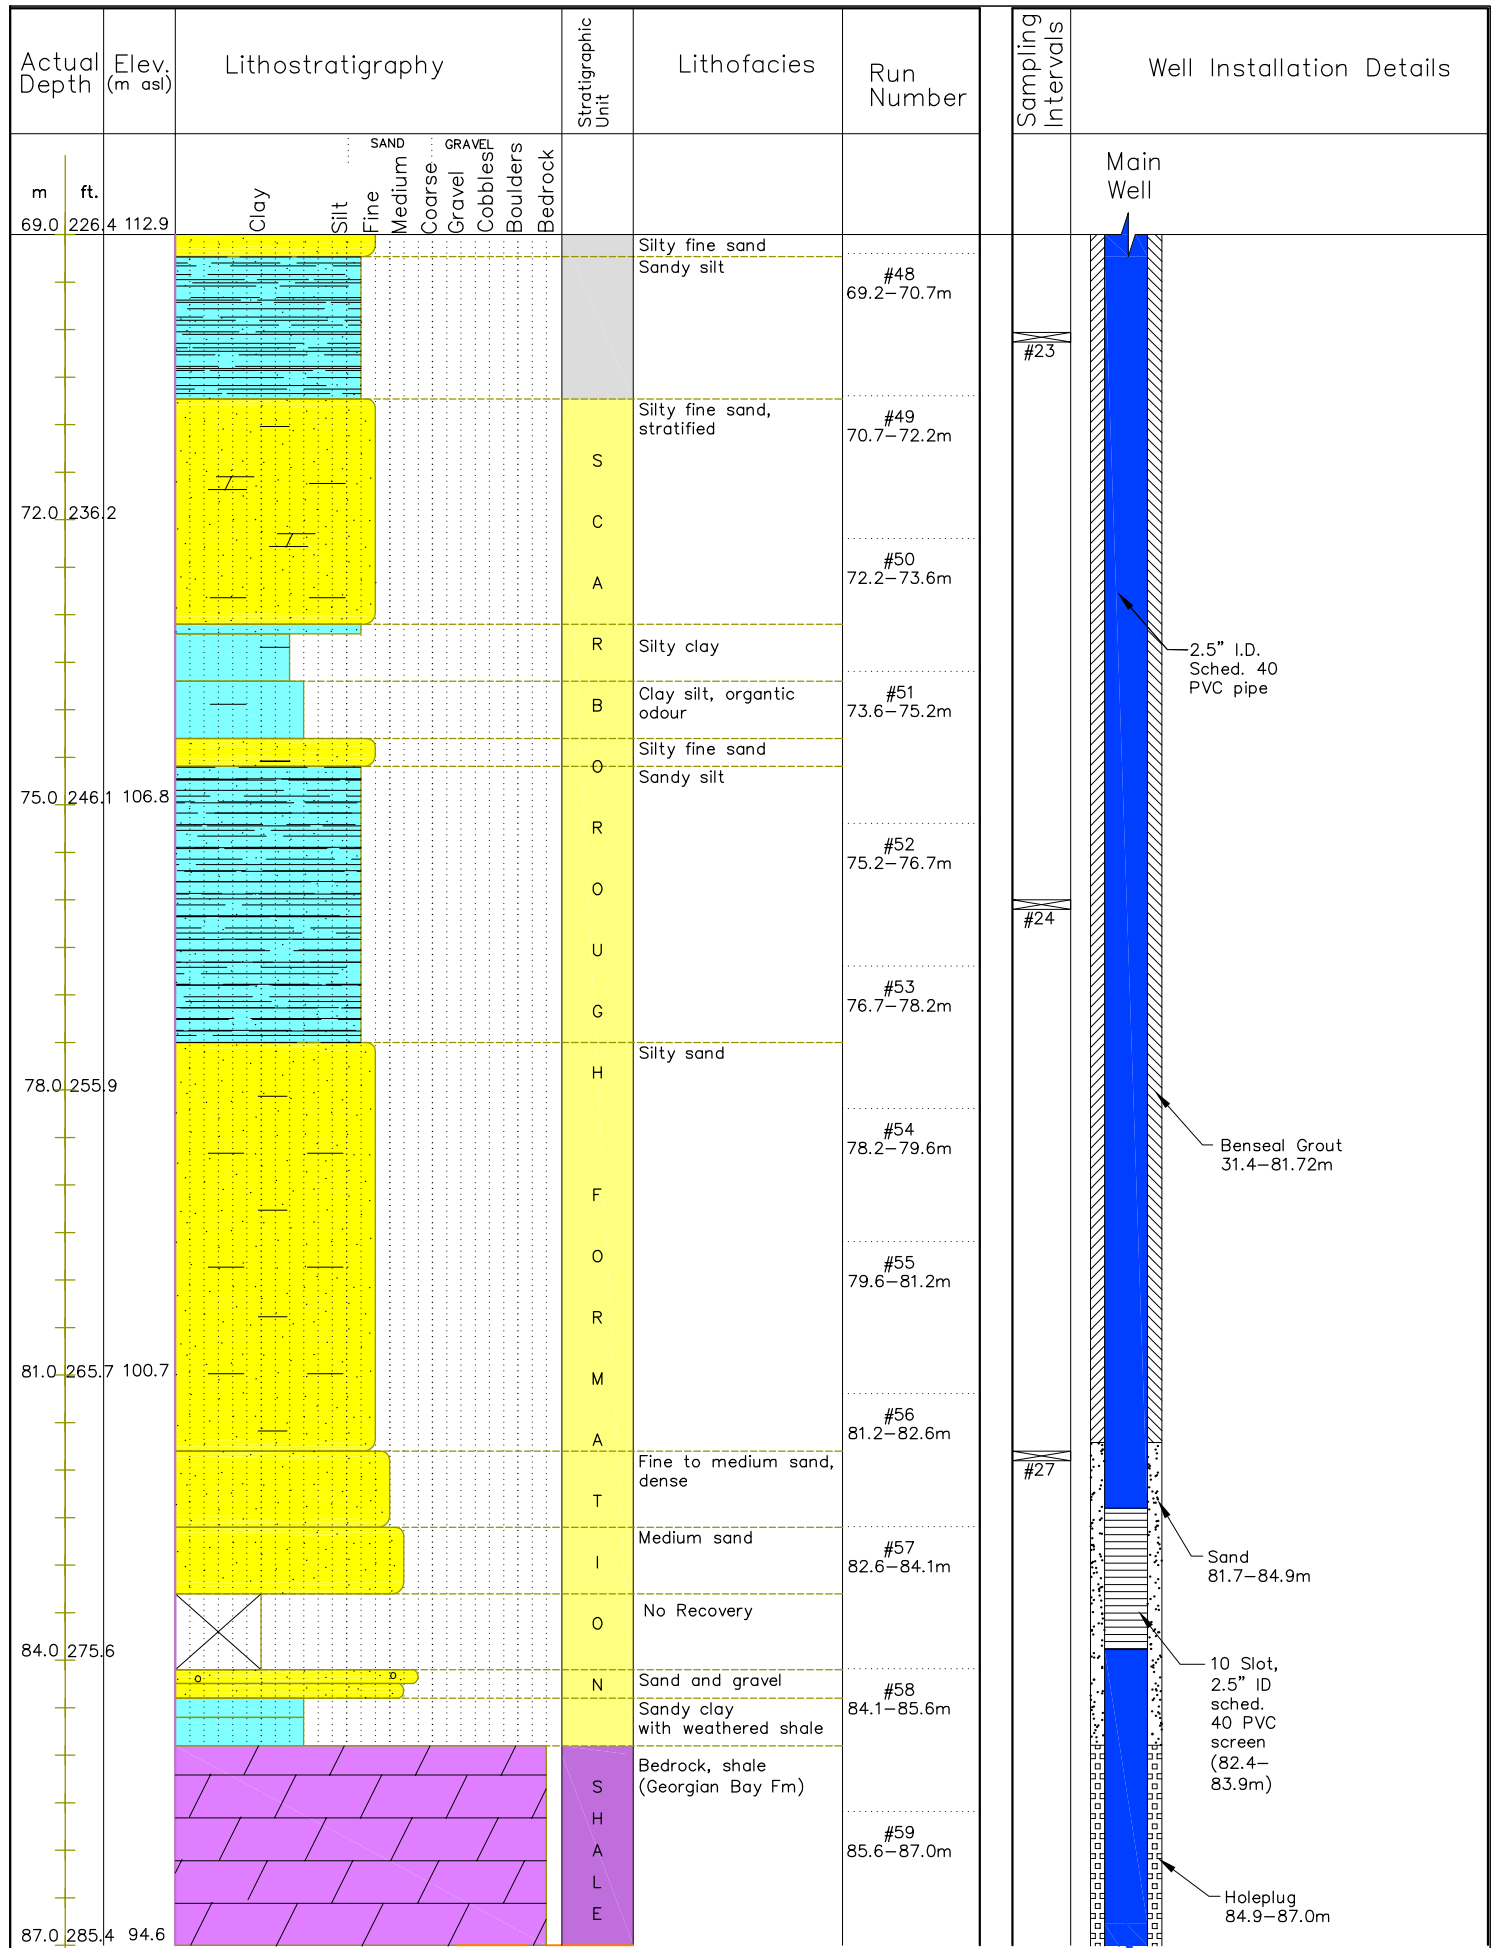 Actual
Depth
Elev.
(m asl)
Lithostratigraphy
Stratigraphic
Unit
Lithofacies
Run
Number
Sampling
Intervals
Well Installation Details
m ft.
Clay
Silt
SAND
Fine
Medium
Coarse
GRAVEL
Gravel
Cobbles
Boulders
Bedrock
Main
Well
69.0 226.4 112.9
72.0 236.2
75.0 246.1 106.8
78.0 255.9
81.0 265.7 100.7
84.0 275.6
87.0 285.4 94.6
SCARBOROUGH FORMATION
SHALE
Silty fine sand
Sandy silt
Silty fine sand,
stratified
Silty clay
Clay silt, organtic
odour
Silty fine sand
Sandy silt
Silty sand
Fine to medium sand,
dense
Medium sand
No Recovery
Sand and gravel
Sandy clay
with weathered shale
Bedrock, shale
(Georgian Bay Fm)
#48
69.2–70.7m
#49
70.7–72.2m
#50
72.2–73.6m
#51
73.6–75.2m
#52
75.2–76.7m
#53
76.7–78.2m
#54
78.2–79.6m
#55
79.6–81.2m
#56
81.2–82.6m
#57
82.6–84.1m
#58
84.1–85.6m
#59
85.6–87.0m
#23
#24
#27
2.5" I.D.
Sched. 40
PVC pipe
Benseal Grout
31.4–81.72m
Sand
81.7–84.9m
10 Slot,
2.5" ID
sched.
40 PVC
screen
(82.4–
83.9m)
Holeplug
84.9–87.0m